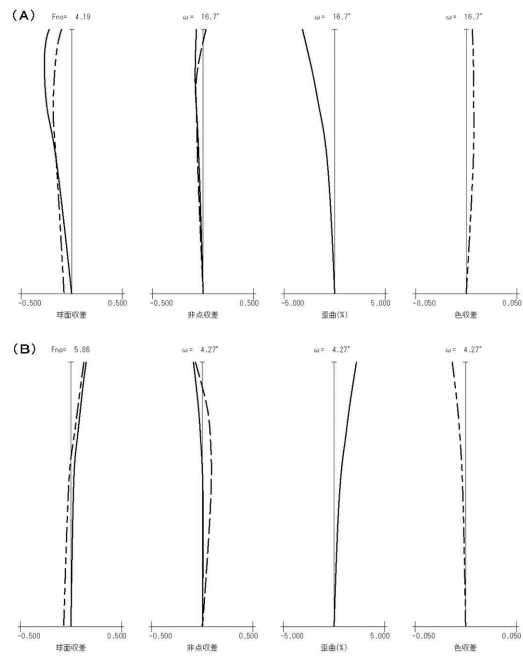 (A)
Fno= 4.19 ω= 16.7° ω= 16.7° ω= 16.7°
-0.500 0.500 -0.500 0.500 -5.000 5.000 -0.050 0.050
球面収差 非点収差 歪曲(%) 色収差
(B)
Fno= 5.86 ω= 4.27° ω= 4.27° ω= 4.27°
-0.500 0.500 -0.500 0.500 -5.000 5.000 -0.050 0.050
球面収差 非点収差 歪曲(%) 色収差